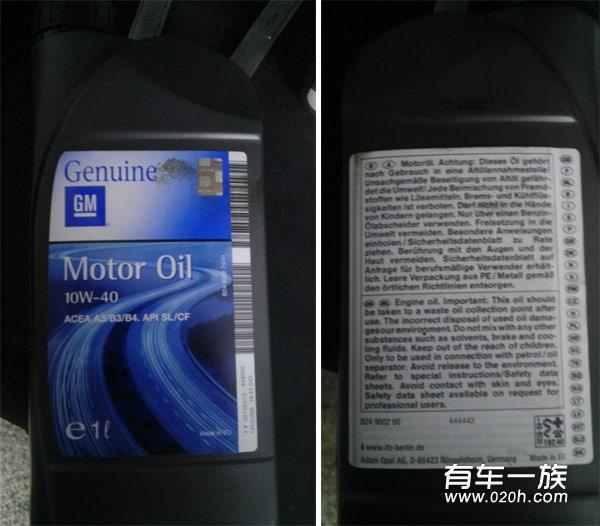 Genuine
GM
Motor Oil
10W-40
ACEA A3/B3/B4. API SL/CF
e 1ℓ
Made in EU
D A Motoröl. Achtung: Dieses Öl gehört
nach Gebrauch in eine Altölannahmestelle!
Unsachgemäße Beseitigung von Altöl gefähr-
det die Umwelt! Jede Beimischung von Fremd-
stoffen wie Lösemitteln, Brems- und Kühlflüs-
sigkeiten ist verboten. Darf nicht in die Hände
von Kindern gelangen. Nur über einen Benzin-/
Ölabscheider verwenden. Freisetzung in die
Umwelt vermeiden. Besondere Anweisungen
einholen / Sicherheitsdatenblatt zu Rate
ziehen. Berührung mit den Augen und der
Haut vermeiden. Sicherheitsdatenblatt auf
Anfrage für berufsmäßige Verwender erhält-
lich. Leere Verpackung aus PE / Metall gemäß
den örtlichen Richtlinien entsorgen.
Engine oil. Important: This oil should
be taken to a waste oil collection point after
use. The incorrect disposal of used oil dama-
ges our environment. Do not mix with any other
substances such as solvents, brake and coo-
ling fluids. Keep out of the reach of children.
Only to be used in connection with petrol / oil
separator. Avoid release to the environment.
Refer to special instructions/Safety data
sheets. Avoid contact with skin and eyes.
Safety data sheet available on request for
professional users.
824 9002 60 444443
ifz-berlin.de
Adam Opel AG, D-65423 Rüsselsheim, Germany
有车一族
www.020h.com